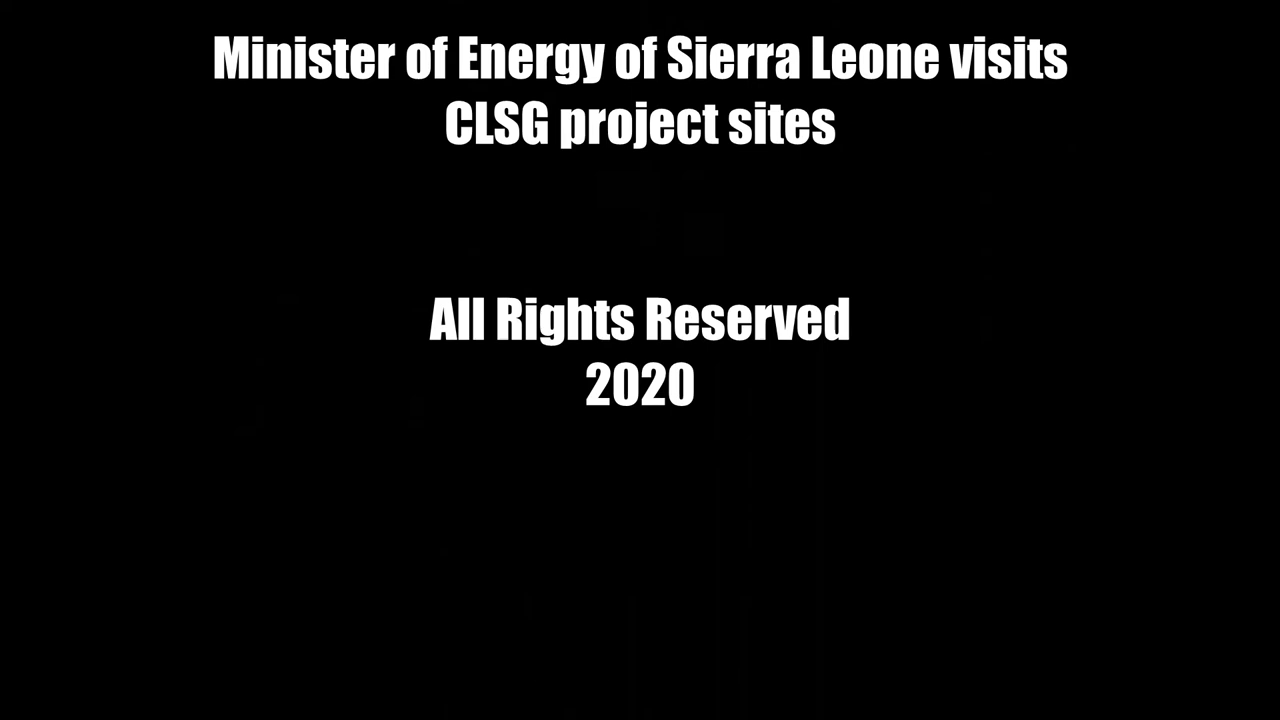 Minister of Energy of Sierra Leone visits
CLSG project sites
All Rights Reserved
2020